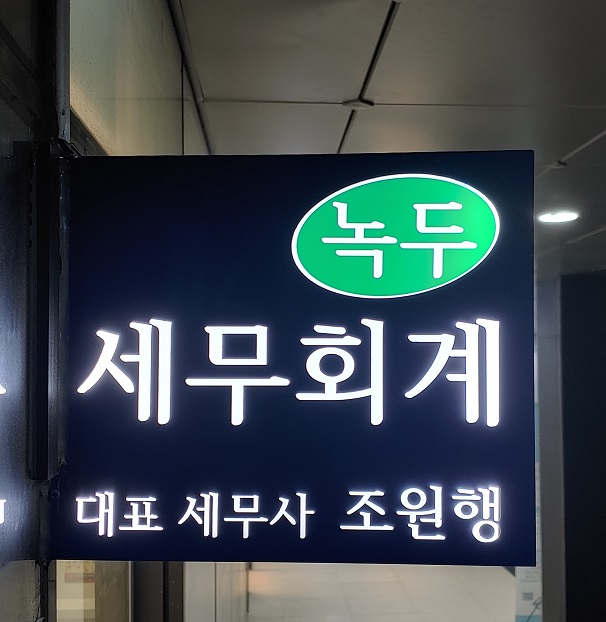 녹두
세무회계
대표 세무사 조원행